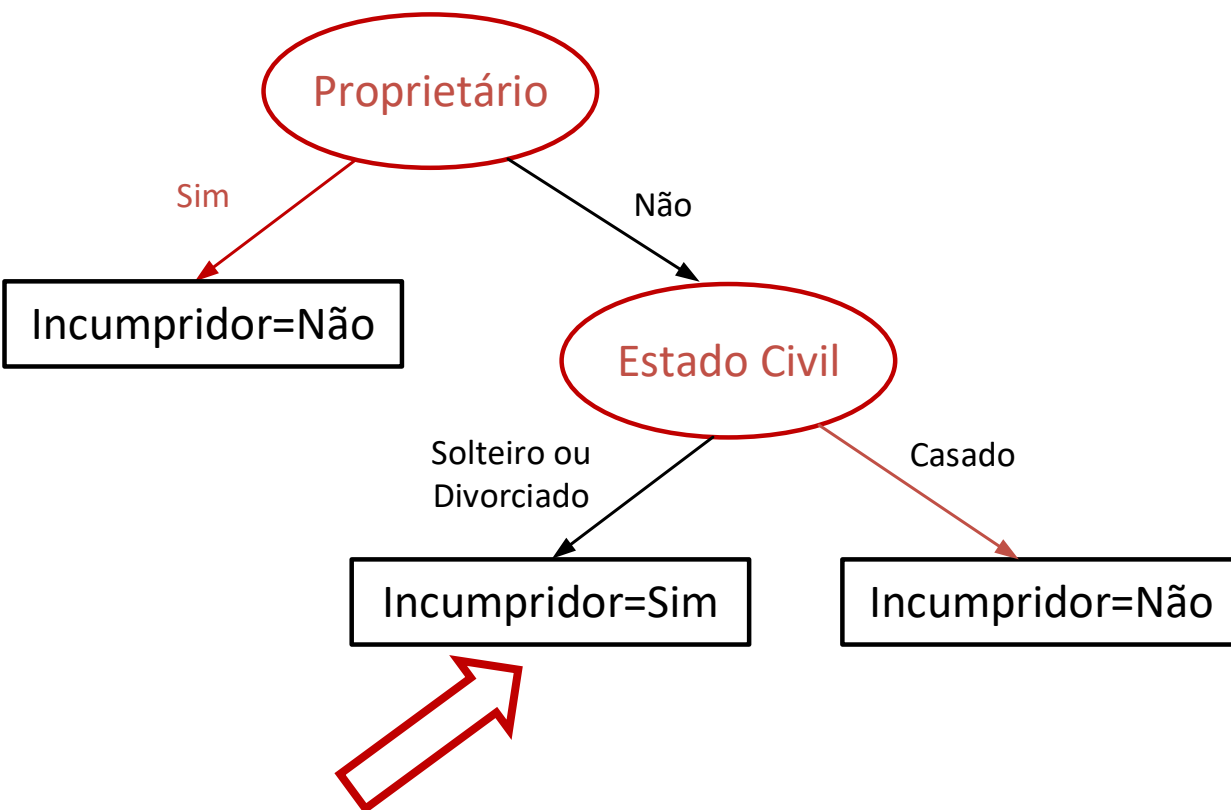 Proprietário
Sim
Não
Incumpridor=Não
Estado Civil
Solteiro ou
Divorciado
Casado
Incumpridor=Sim
Incumpridor=Não